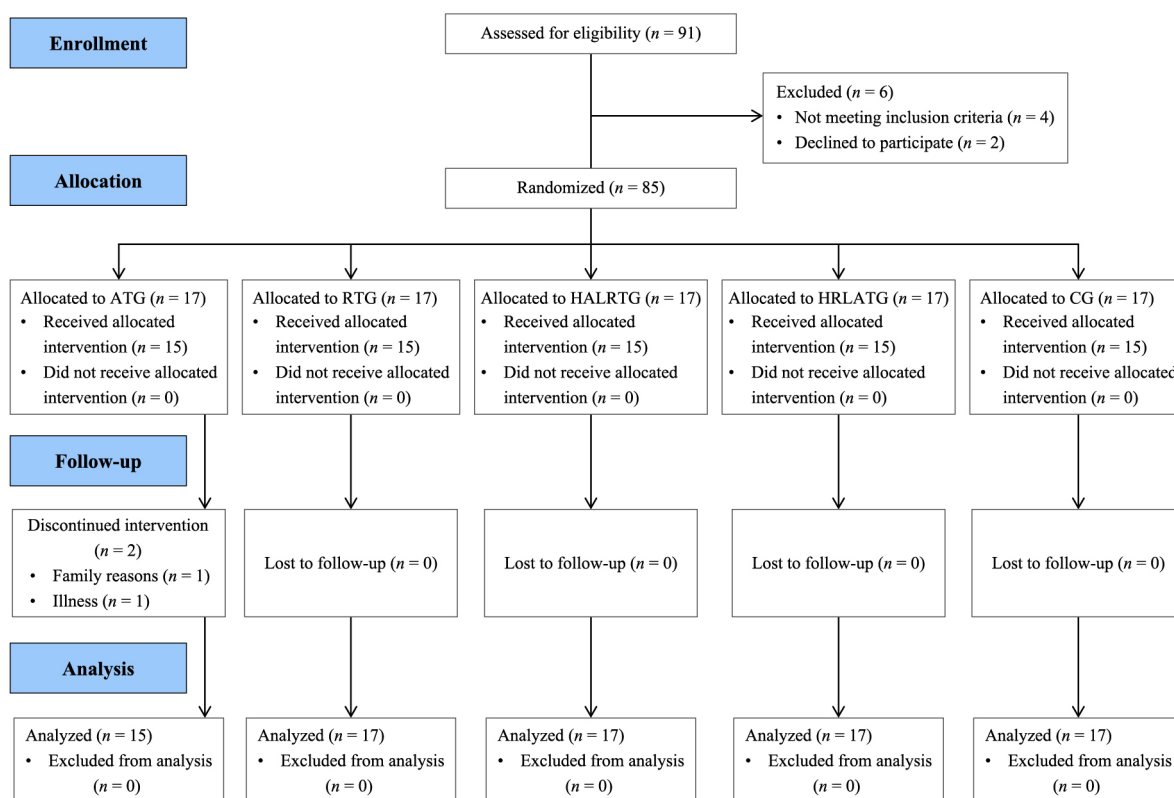 Enrollment
Assessed for eligibility (n = 91)
Excluded (n = 6)
• Not meeting inclusion criteria (n = 4)
• Declined to participate (n = 2)
Allocation
Randomized (n = 85)
Allocated to ATG (n = 17)
• Received allocated
intervention (n = 15)
• Did not receive allocated
intervention (n = 0)
Allocated to RTG (n = 17)
• Received allocated
intervention (n = 15)
• Did not receive allocated
intervention (n = 0)
Allocated to HALRTG (n = 17)
• Received allocated
intervention (n = 15)
• Did not receive allocated
intervention (n = 0)
Allocated to HRLATG (n = 17)
• Received allocated
intervention (n = 15)
• Did not receive allocated
intervention (n = 0)
Allocated to CG (n = 17)
• Received allocated
intervention (n = 15)
• Did not receive allocated
intervention (n = 0)
Follow-up
Discontinued intervention
(n = 2)
• Family reasons (n = 1)
• Illness (n = 1)
Lost to follow-up (n = 0)
Lost to follow-up (n = 0)
Lost to follow-up (n = 0)
Lost to follow-up (n = 0)
Analysis
Analyzed (n = 15)
• Excluded from analysis
(n = 0)
Analyzed (n = 17)
• Excluded from analysis
(n = 0)
Analyzed (n = 17)
• Excluded from analysis
(n = 0)
Analyzed (n = 17)
• Excluded from analysis
(n = 0)
Analyzed (n = 17)
• Excluded from analysis
(n = 0)